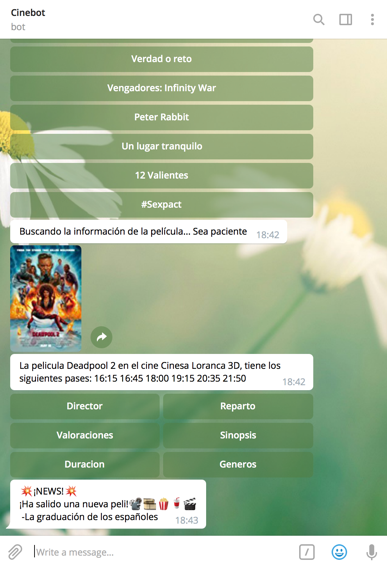 Cinebot
bot
Verdad o reto
Vengadores: Infinity War
Peter Rabbit
Un lugar tranquilo
12 Valientes
#Sexpact
Buscando la información de la película... Sea paciente 18:42
DEADPOOL 2
La pelicula Deadpool 2 en el cine Cinesa Loranca 3D, tiene los
siguientes pases: 16:15 16:45 18:00 19:15 20:35 21:50
18:42
Director Reparto
Valoraciones Sinopsis
Duracion Generos
💥¡NEWS!💥
¡Ha salido una nueva peli!📽🎫🍿🥤🎬
-La graduación de los españoles 18:43
Write a message...